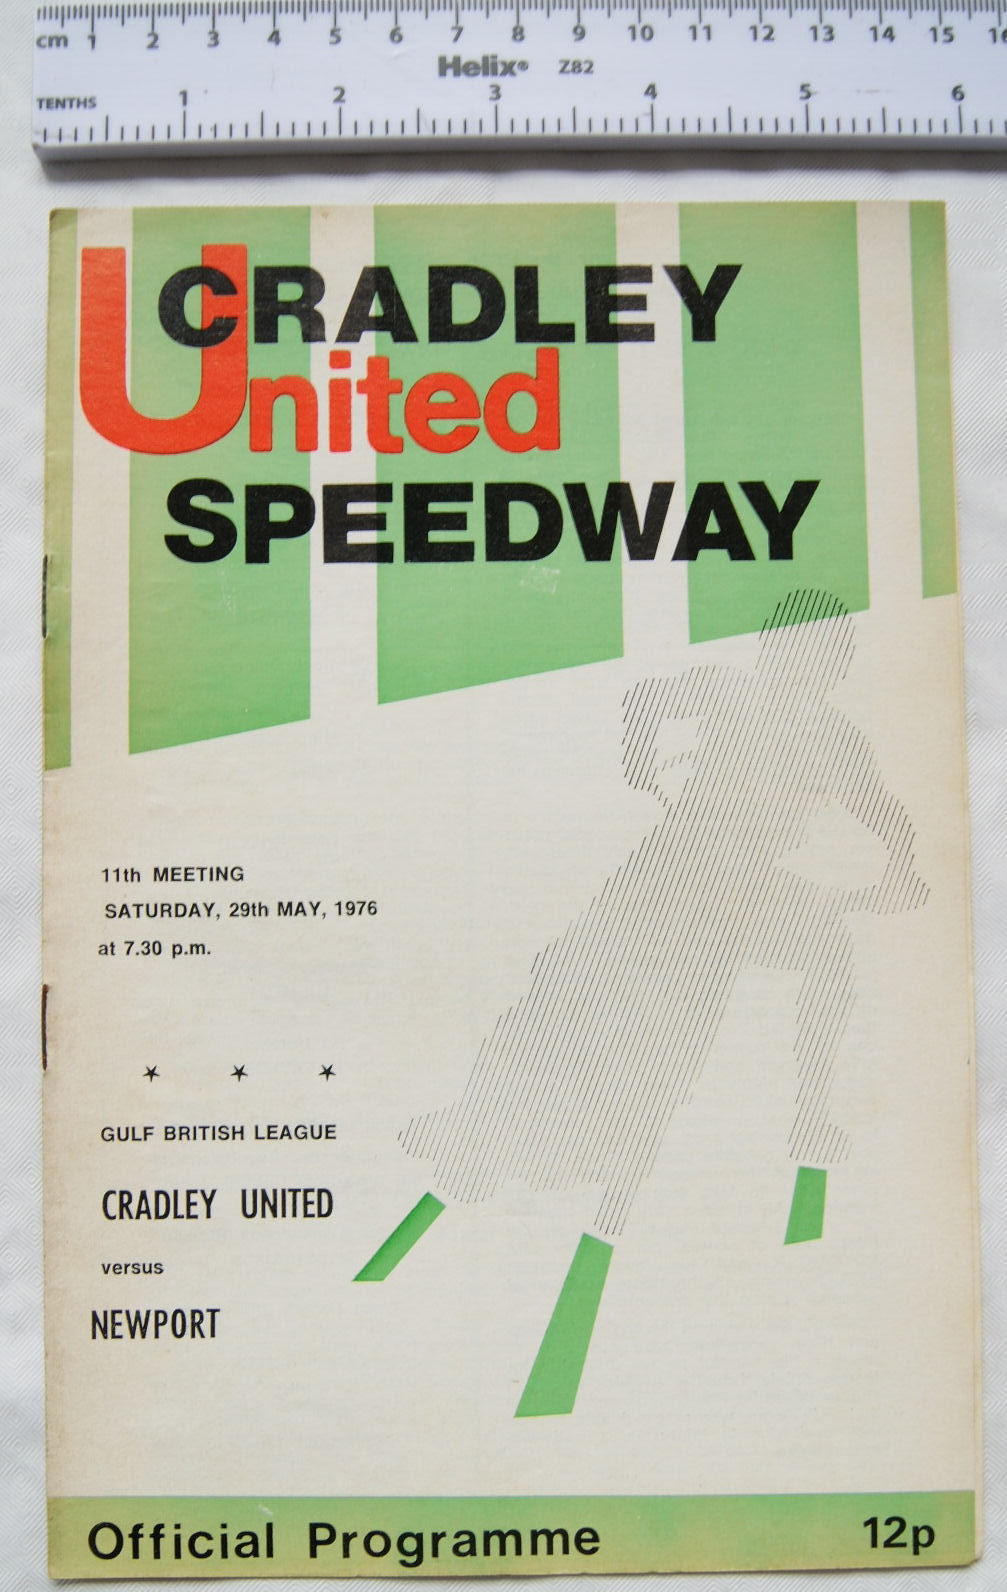 cm 1 2 3 4 5 6 7 8 9 10 11 12 13 14 15 16
Helix® Z82
TENTHS 1 2 3 4 5 6
CRADLEY
United
SPEEDWAY
11th MEETING
SATURDAY, 29th MAY, 1976
at 7.30 p.m.
GULF BRITISH LEAGUE
CRADLEY UNITED
versus
NEWPORT
Official Programme 12p